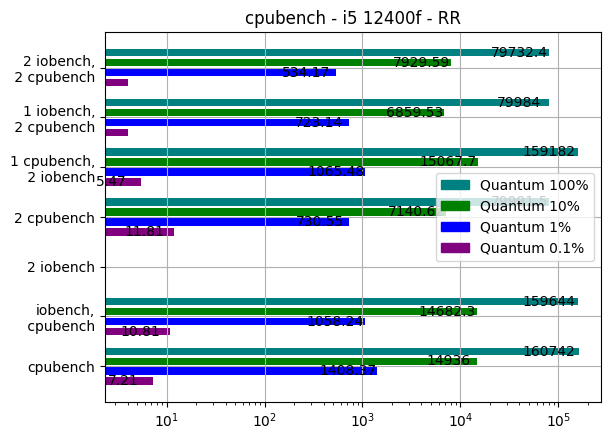 cpubench - i5 12400f - RR
2 iobench,
2 cpubench
79732.4
7929.59
534.17
1 iobench,
2 cpubench
79984
6859.53
723.14
1 cpubench,
2 iobench
159182
15067.7
1065.48
5.47
2 cpubench
7140.6
730.55
11.81
2 iobench
iobench,
cpubench
159644
14682.3
1058.24
10.81
cpubench
160742
14936
1408.37
7.21
Quantum 100%
Quantum 10%
Quantum 1%
Quantum 0.1%
10¹ 10² 10³ 10⁴ 10⁵